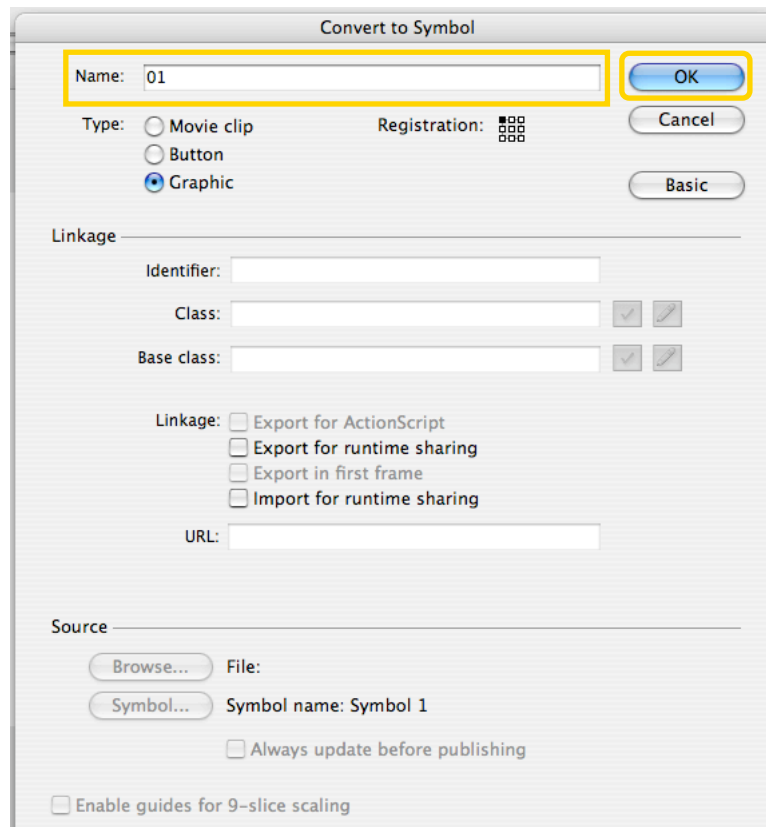 Convert to Symbol
Name: 01 OK
Type: Movie clip Registration: Cancel
Button
Graphic Basic
Linkage
Identifier:
Class:
Base class:
Linkage: Export for ActionScript
Export for runtime sharing
Export in first frame
Import for runtime sharing
URL:
Source
Browse... File:
Symbol... Symbol name: Symbol 1
Always update before publishing
Enable guides for 9-slice scaling